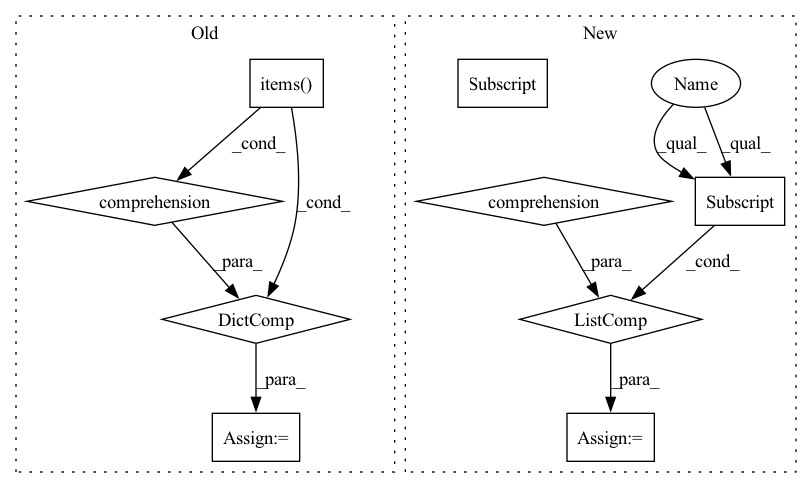 Old
items()
_cond_
_cond_
comprehension
_para_
DictComp
_para_
Assign:=
New
Subscript
Name
_qual_
_qual_
comprehension
Subscript
_para_
_cond_
ListComp
_para_
Assign:=